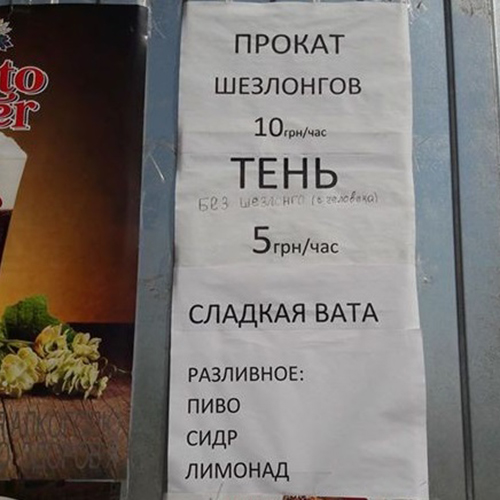 ПРОКАТ
ШЕЗЛОНГОВ
10грн/час
ТЕНЬ
БЕЗ шезлонга (с человека)
5грн/час
СЛАДКАЯ ВАТА
РАЗЛИВНОЕ:
ПИВО
СИДР
ЛИМОНАД